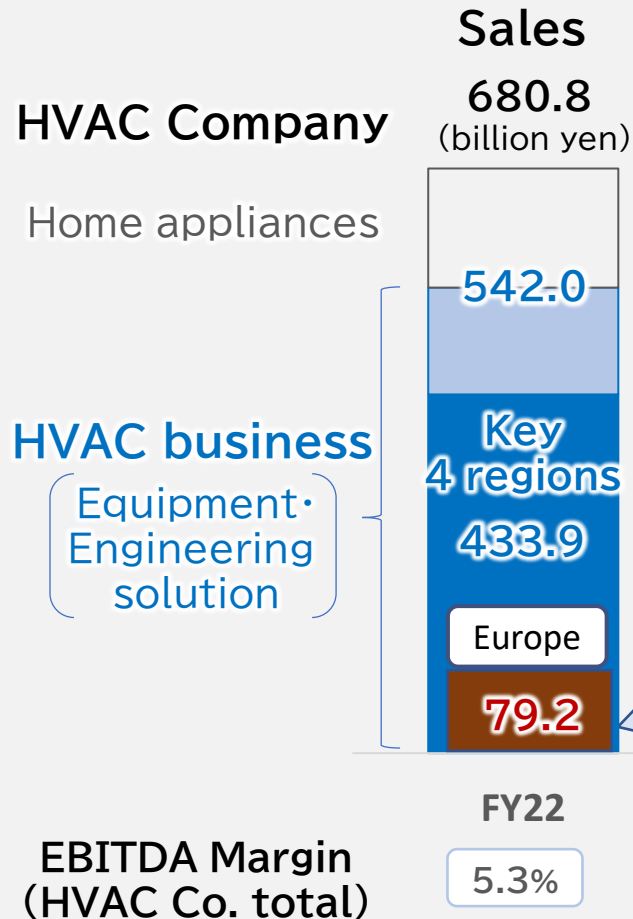 Sales
680.8
(billion yen)
HVAC Company
Home appliances
542.0
HVAC business
Equipment・
Engineering
solution
Key
4 regions
433.9
Europe
79.2
FY22
EBITDA Margin
(HVAC Co. total)
5.3%